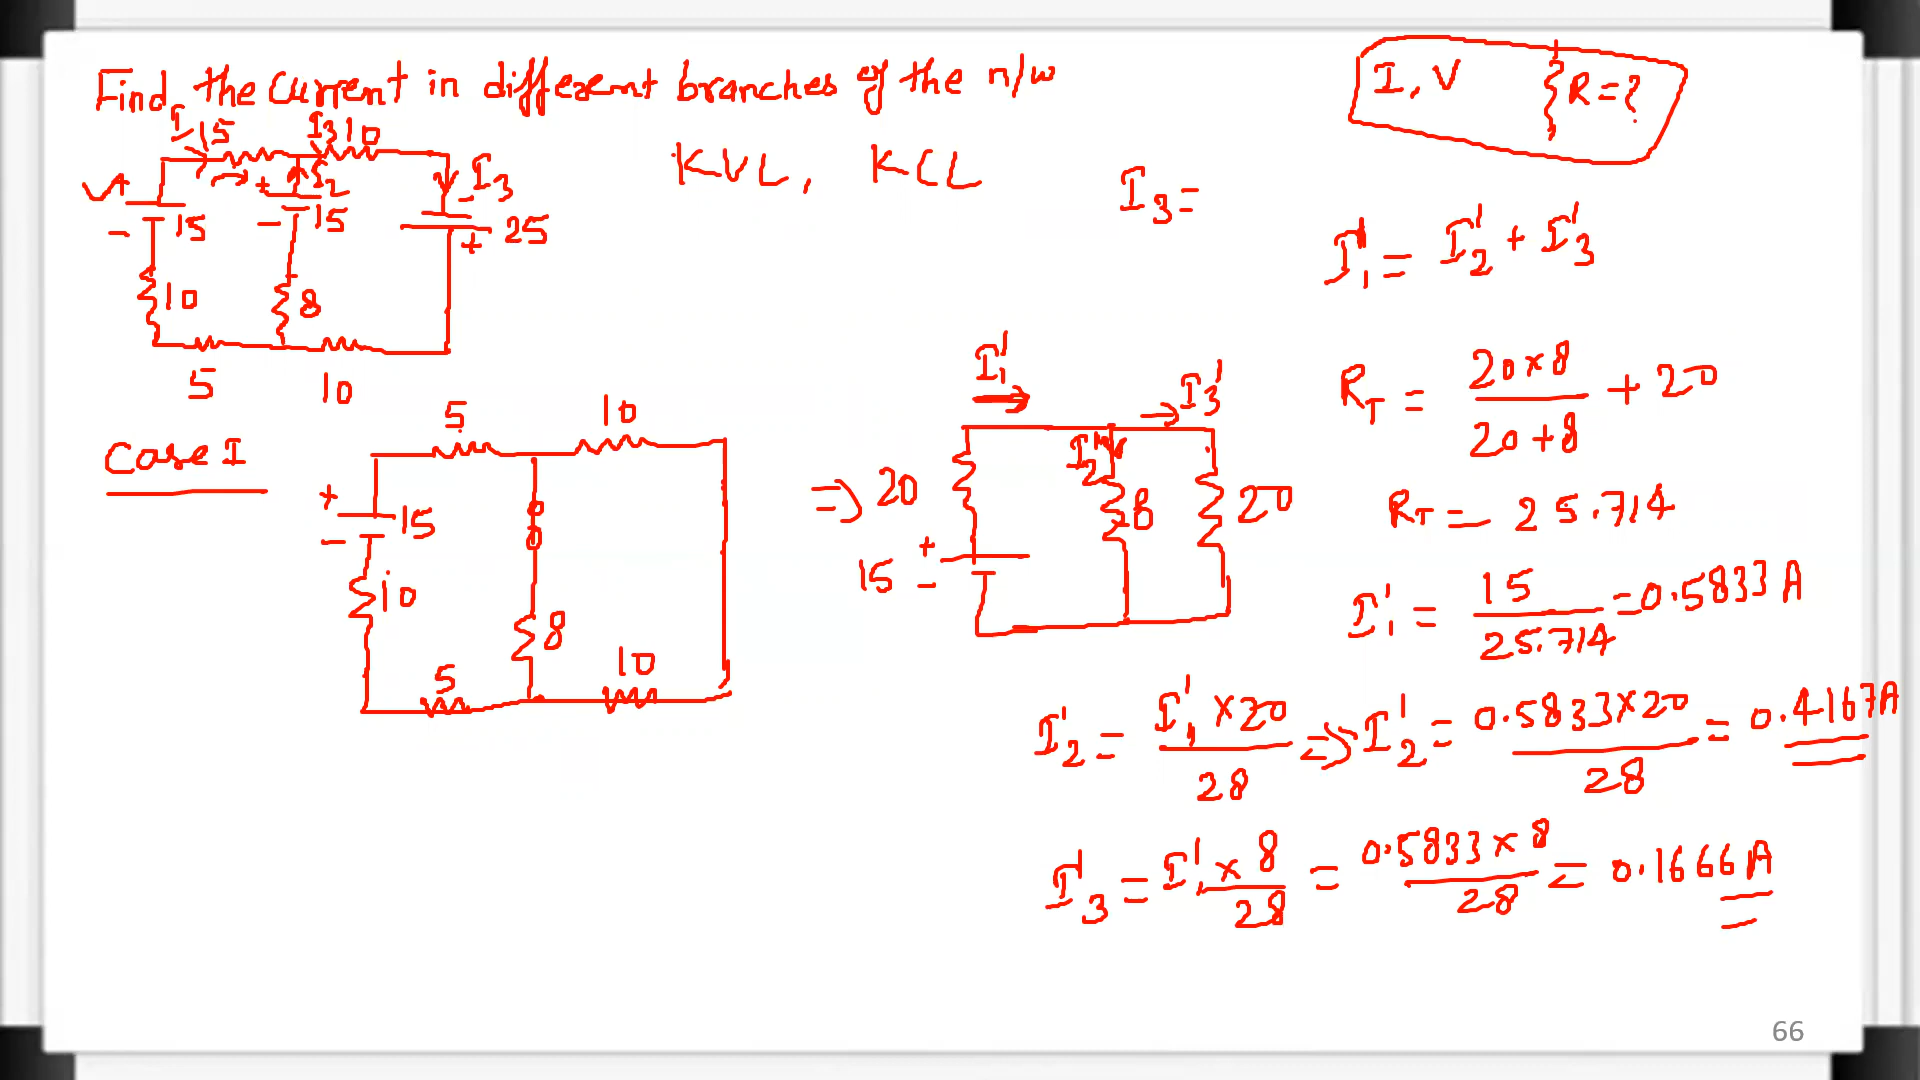 Find the current in different branches of the n/w
I, V R=?
I1 5 I3 10
KVL, KCL
I3 =
+ + I2 - I3
- 15 - 15 + 25
10 8
5 10
I1' = I2' + I3'
RT = 20×8/20+8 + 20
RT = 25.714
Case I
5 10
+ 15 -
10
8
5 10
I1' I3'
=> 20 I2' 8 20
15 + -
I1' = 15/25.714 = 0.5833 A
I2' = I1' × 20/28 => I2' = 0.5833×20/28 = 0.4167A
I3' = I1' × 8/28 = 0.5833×8/28 = 0.1666A
66